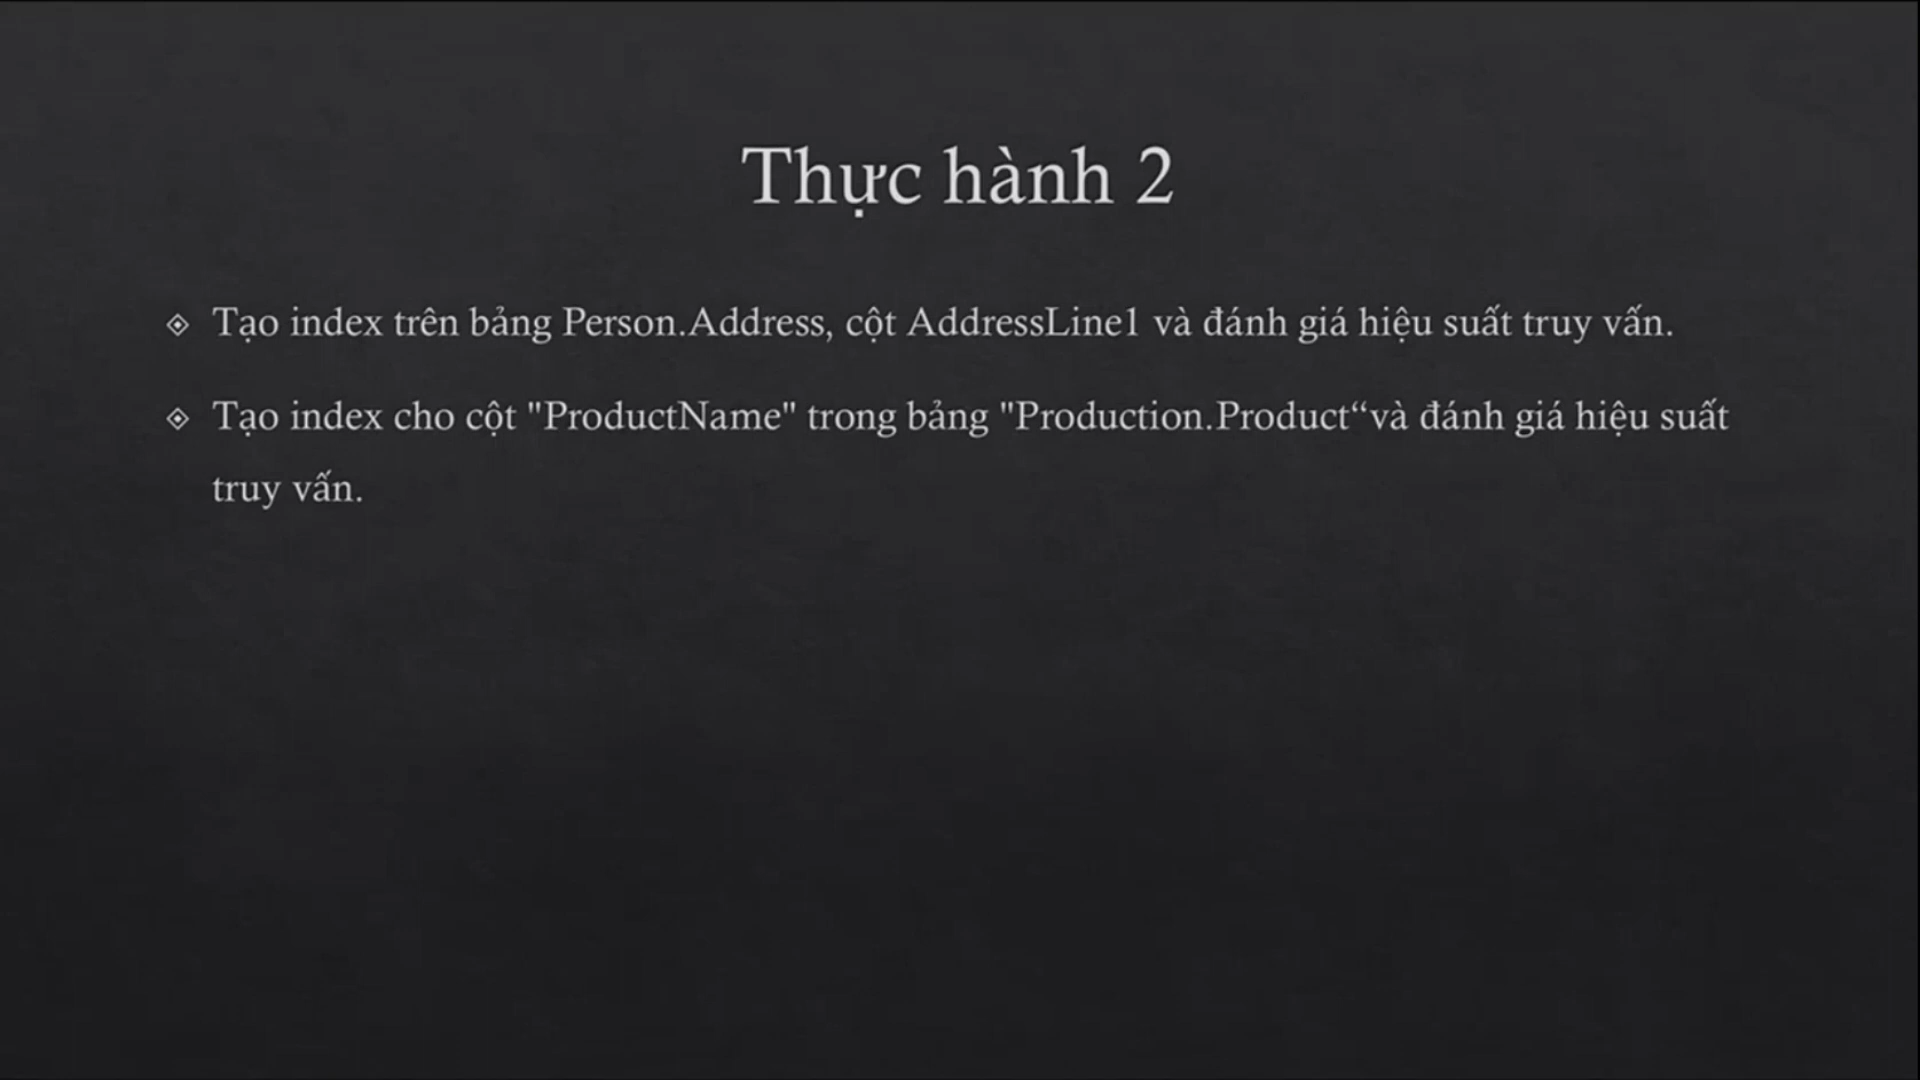 Thực hành 2
Tạo index trên bảng Person.Address, cột AddressLine1 và đánh giá hiệu suất truy vấn.
Tạo index cho cột "ProductName" trong bảng "Production.Product“và đánh giá hiệu suất
truy vấn.